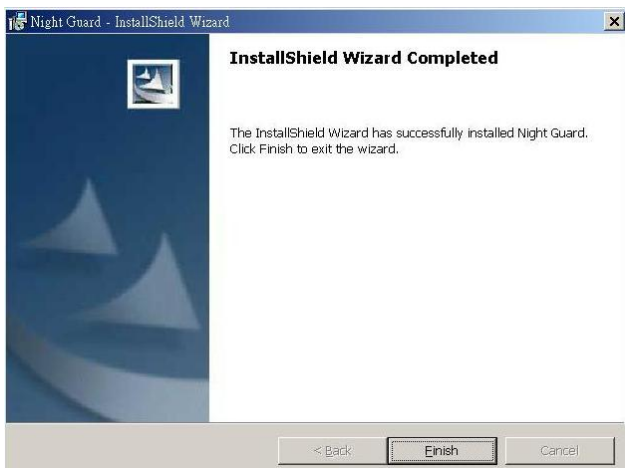 Night Guard - InstallShield Wizard
InstallShield Wizard Completed
The InstallShield Wizard has successfully installed Night Guard.
Click Finish to exit the wizard.
< Back
Finish
Cancel